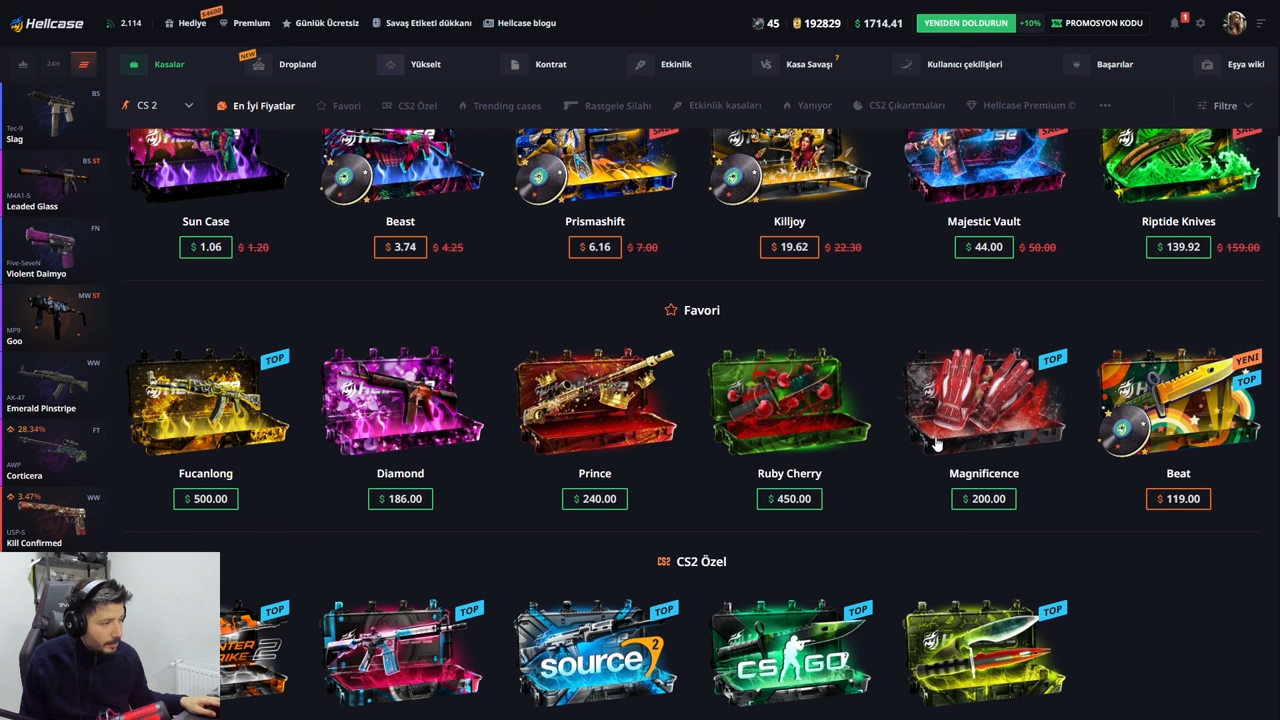 Hellcase
2.114
$4600
Hediye
Premium
Günlük Ücretsiz
Savaş Etiketi dükkanı
Hellcase blogu
45
192829
$ 1714.41
YENİDEN DOLDURUN
+10%
PROMOSYON KODU
1
24H
Kasalar
NEW
Dropland
Yükselt
Kontrat
Etkinlik
VS
Kasa Savaşı
7
Kullanıcı çekilişleri
Başarılar
Eşya wiki
CS 2
En İyi Fiyatlar
Favori
CS2 Özel
Trending cases
Rastgele Silahı
Etkinlik kasaları
Yanıyor
CS2 Çıkartmaları
Hellcase Premium ©
Filtre
BS
Tec-9
Slag
BS ST
M4A1-S
Leaded Glass
FN
Five-SeveN
Violent Daimyo
MW ST
MP9
Goo
WW
AK-47
Emerald Pinstripe
28.34%
FT
AWP
Corticera
3.47%
WW
USP-S
Kill Confirmed
Sun Case
Beast
Prismashift
Killjoy
Majestic Vault
Riptide Knives
$ 1.06
$ 1.20
$ 3.74
$ 4.25
$ 6.16
$ 7.00
$ 19.62
$ 22.30
$ 44.00
$ 50.00
$ 139.92
$ 159.00
Favori
TOP
TOP
YENİ
TOP
Fucanlong
Diamond
Prince
Ruby Cherry
Magnificence
Beat
$ 500.00
$ 186.00
$ 240.00
$ 450.00
$ 200.00
$ 119.00
CS2
CS2 Özel
TOP
TOP
TOP
TOP
TOP
source 2
CS GO